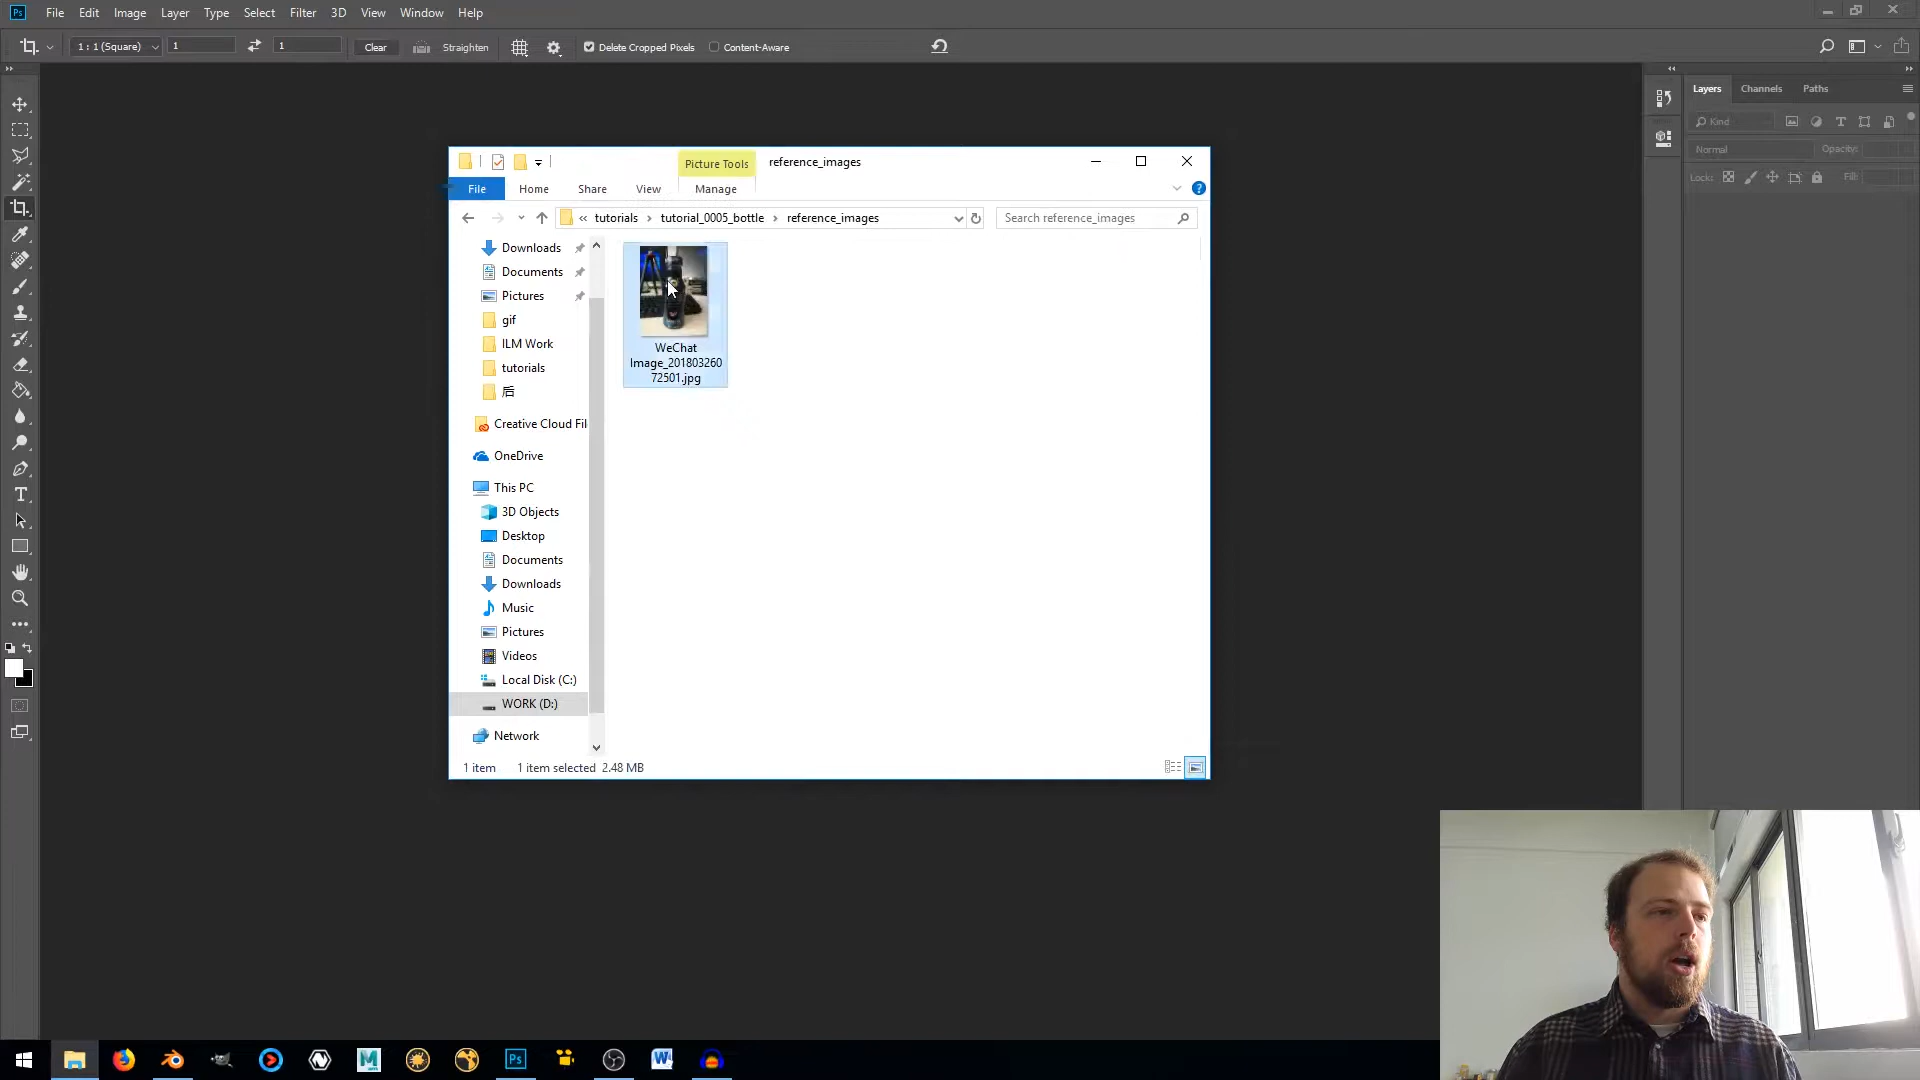 Ps File Edit Image Layer Type Select Filter 3D View Window Help
1 : 1 (Square) 1 1 Clear Straighten Delete Cropped Pixels Content-Aware
Layers Channels Paths
Kind
Normal Opacity:
Lock: Fill:
Picture Tools reference_images
File Home Share View Manage
« tutorials › tutorial_0005_bottle › reference_images Search reference_images
Downloads
Documents
Pictures
gif
ILM Work
tutorials
后
Creative Cloud Fil
OneDrive
This PC
3D Objects
Desktop
Documents
Downloads
Music
Pictures
Videos
Local Disk (C:)
WORK (D:)
Network
WeChat
Image_201803260
72501.jpg
1 item 1 item selected 2.48 MB
Ps